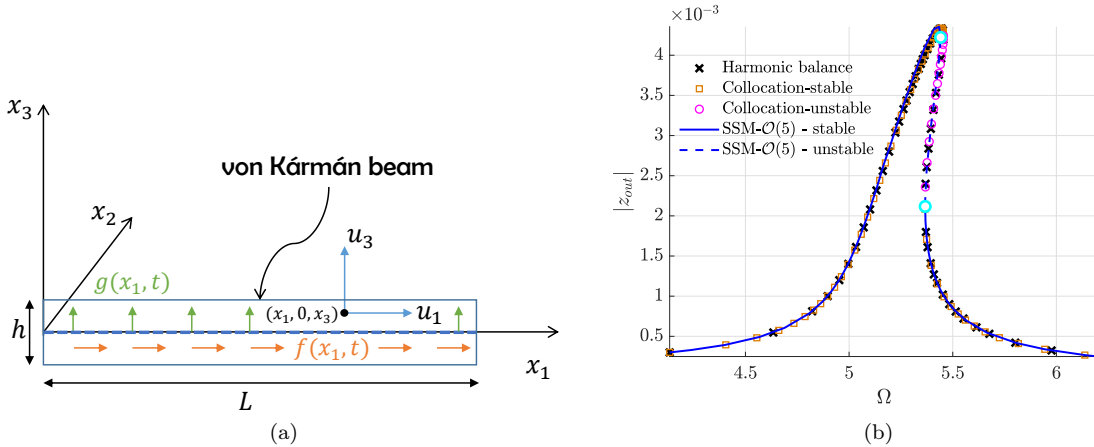 x₃
von Kármán beam
x₂
u₃
g(x₁, t)
(x₁, 0, x₃)
u₁
h
f(x₁, t)
x₁
L
(a)
×10⁻³
4
3.5
3
2.5
2
1.5
1
0.5
|z_out|
Harmonic balance
Collocation-stable
Collocation-unstable
SSM-𝒪(5) - stable
SSM-𝒪(5) - unstable
4.5 5 5.5 6
Ω
(b)